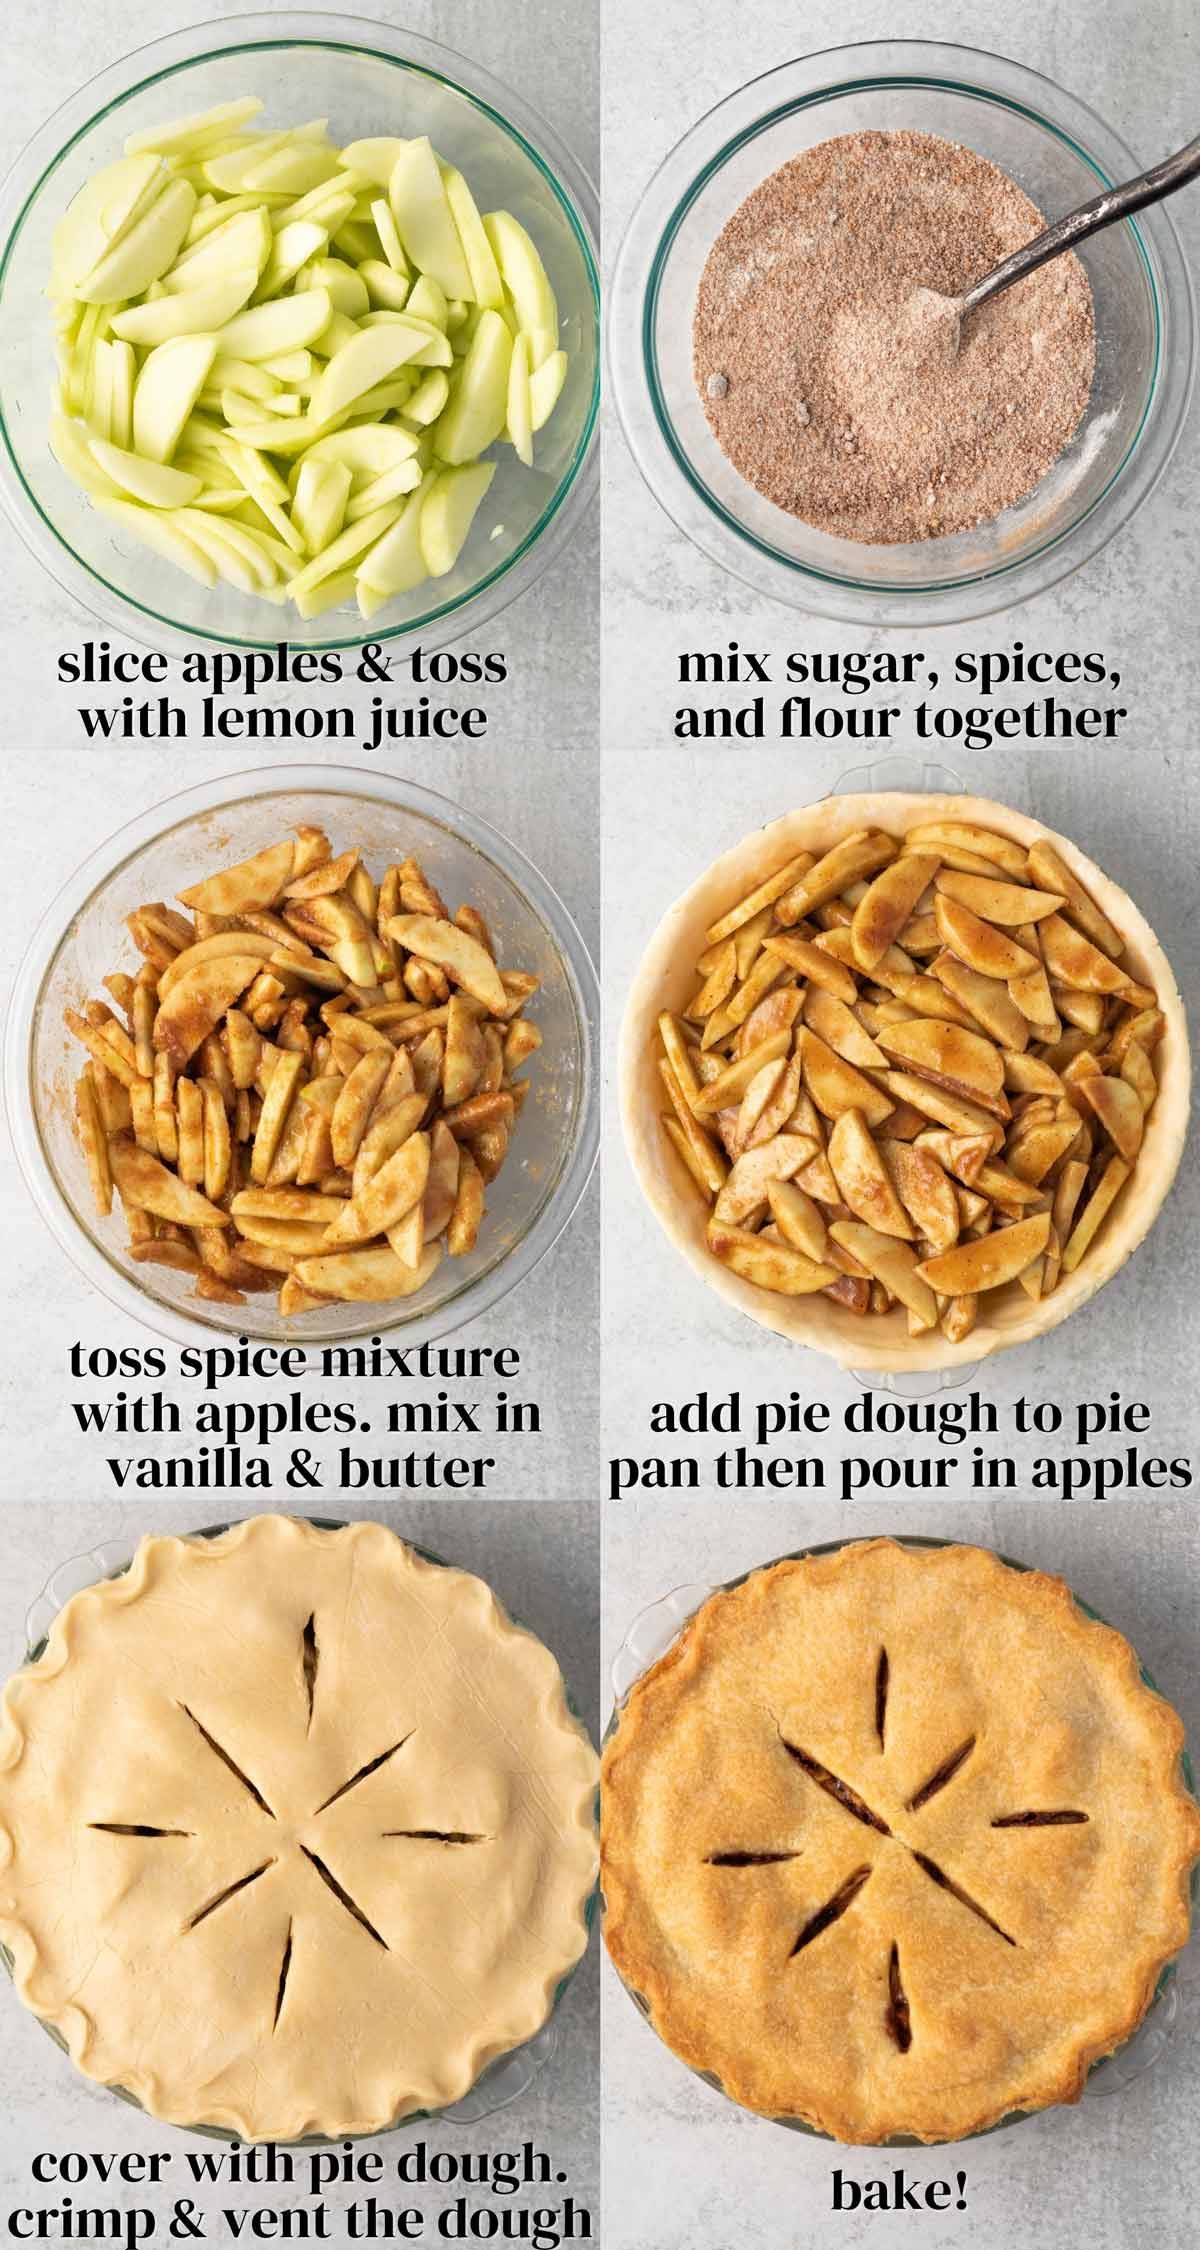 slice apples & toss
with lemon juice
mix sugar, spices,
and flour together
toss spice mixture
with apples. mix in
vanilla & butter
add pie dough to pie
pan then pour in apples
cover with pie dough.
crimp & vent the dough
bake!